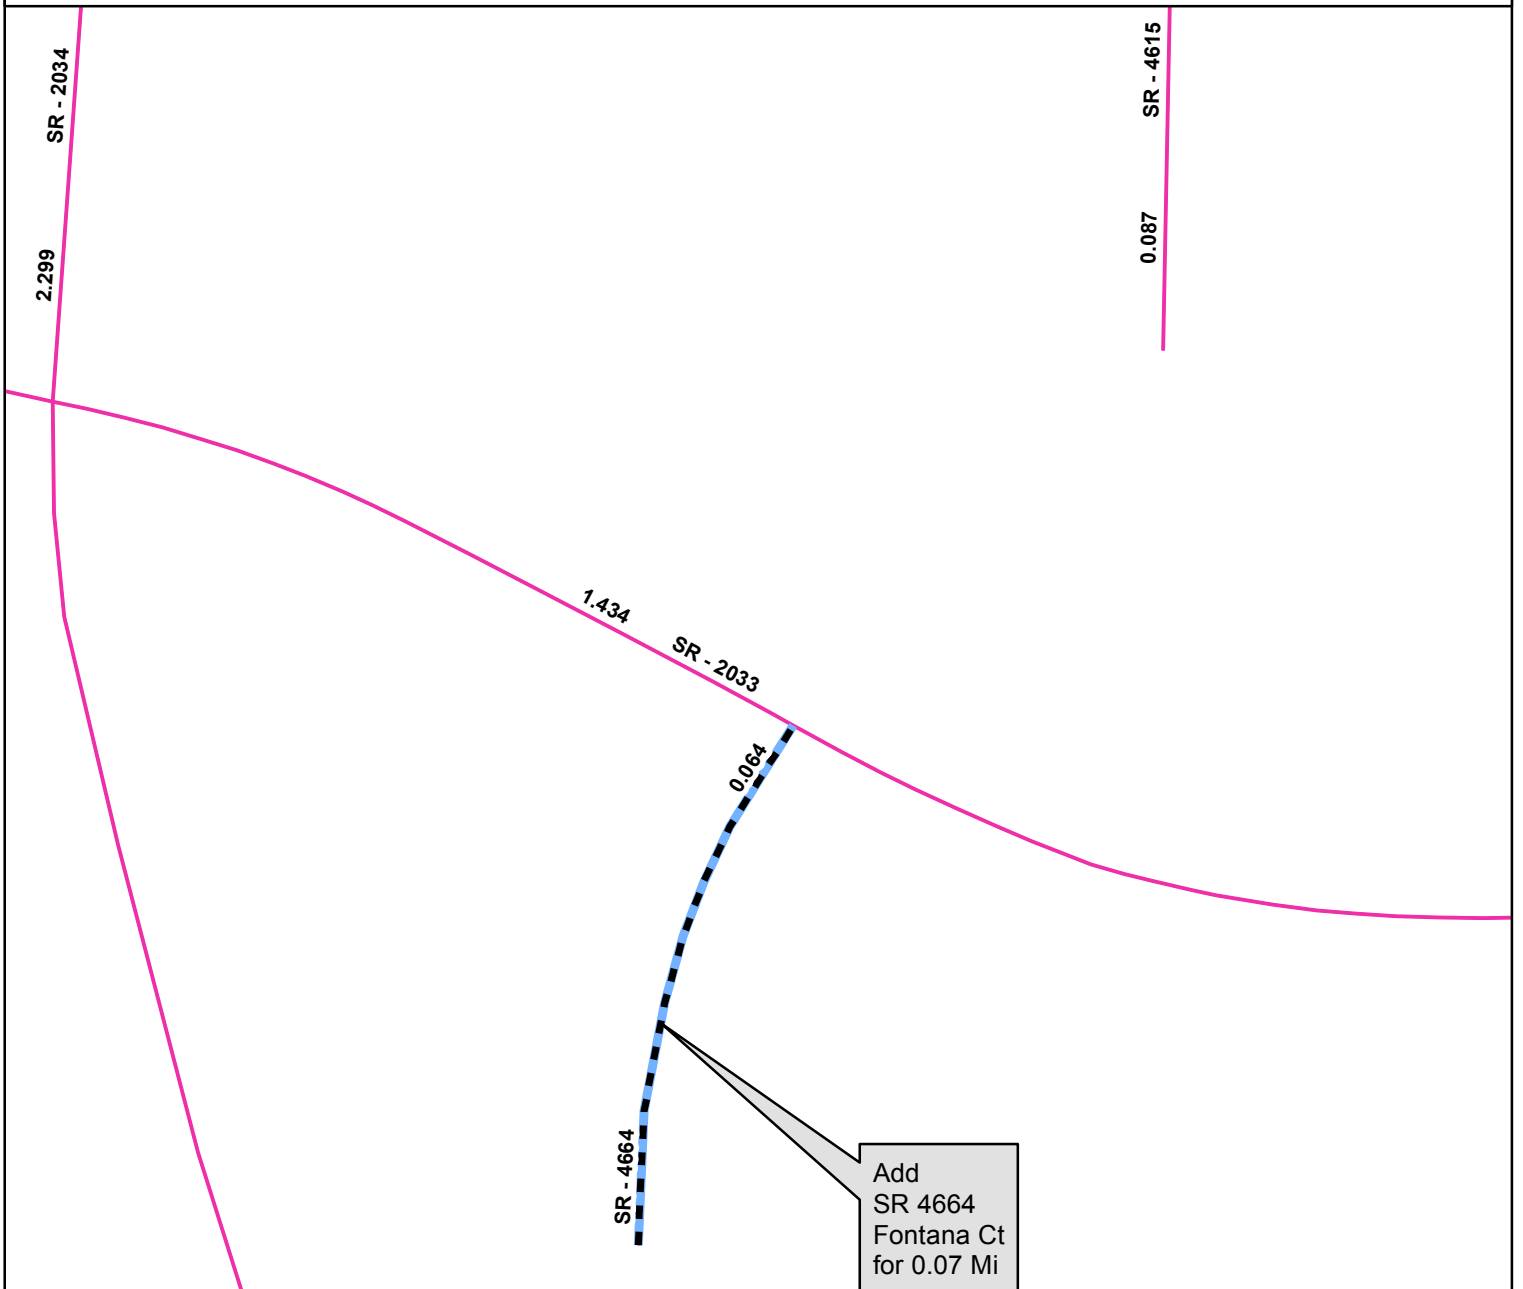 SR - 2034
2.299
SR - 4615
0.087
1.434
SR - 2033
0.064
SR - 4664
Add
SR 4664
Fontana Ct
for 0.07 Mi